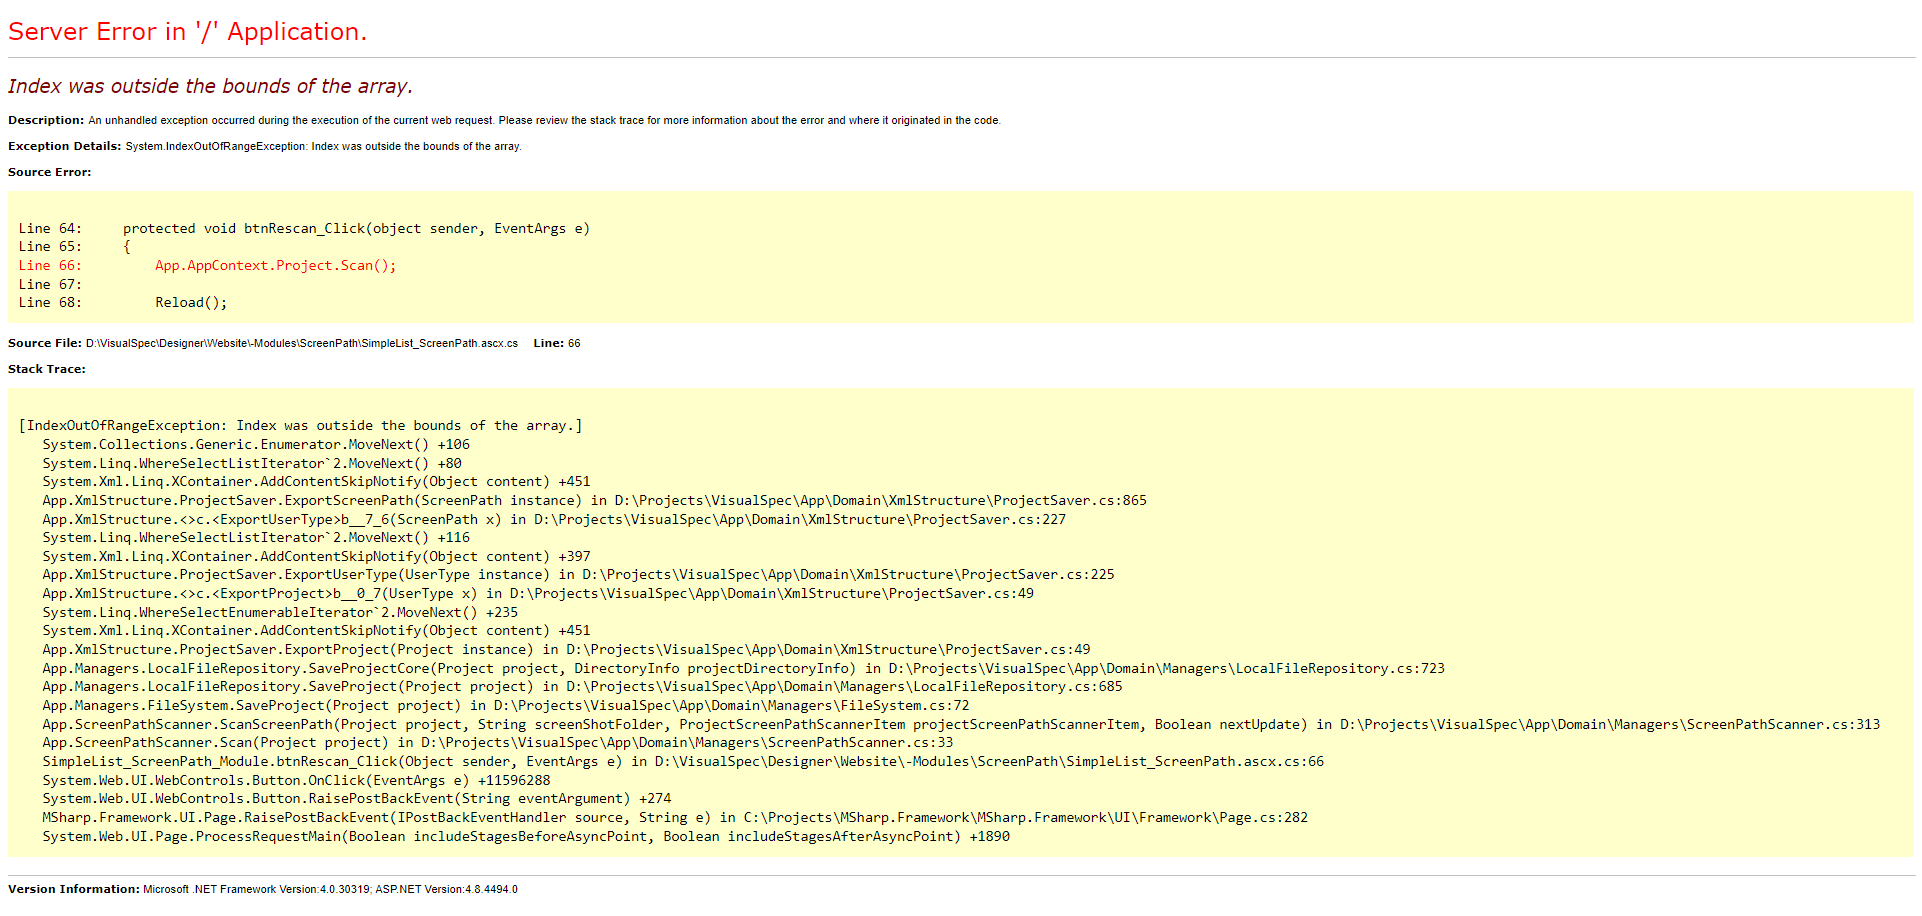 Server Error in '/' Application.
Index was outside the bounds of the array.
Description: An unhandled exception occurred during the execution of the current web request. Please review the stack trace for more information about the error and where it originated in the code.
Exception Details: System.IndexOutOfRangeException: Index was outside the bounds of the array.
Source Error:
Line 64:     protected void btnRescan_Click(object sender, EventArgs e)
Line 65:     {
Line 66:         App.AppContext.Project.Scan();
Line 67:
Line 68:         Reload();
Source File: D:\VisualSpec\Designer\Website\-Modules\ScreenPath\SimpleList_ScreenPath.ascx.cs    Line: 66
Stack Trace:
[IndexOutOfRangeException: Index was outside the bounds of the array.]
   System.Collections.Generic.Enumerator.MoveNext() +106
   System.Linq.WhereSelectListIterator`2.MoveNext() +80
   System.Xml.Linq.XContainer.AddContentSkipNotify(Object content) +451
   App.XmlStructure.ProjectSaver.ExportScreenPath(ScreenPath instance) in D:\Projects\VisualSpec\App\Domain\XmlStructure\ProjectSaver.cs:865
   App.XmlStructure.<>c.<ExportUserType>b__7_6(ScreenPath x) in D:\Projects\VisualSpec\App\Domain\XmlStructure\ProjectSaver.cs:227
   System.Linq.WhereSelectListIterator`2.MoveNext() +116
   System.Xml.Linq.XContainer.AddContentSkipNotify(Object content) +397
   App.XmlStructure.ProjectSaver.ExportUserType(UserType instance) in D:\Projects\VisualSpec\App\Domain\XmlStructure\ProjectSaver.cs:225
   App.XmlStructure.<>c.<ExportProject>b__0_7(UserType x) in D:\Projects\VisualSpec\App\Domain\XmlStructure\ProjectSaver.cs:49
   System.Linq.WhereSelectEnumerableIterator`2.MoveNext() +235
   System.Xml.Linq.XContainer.AddContentSkipNotify(Object content) +451
   App.XmlStructure.ProjectSaver.ExportProject(Project instance) in D:\Projects\VisualSpec\App\Domain\XmlStructure\ProjectSaver.cs:49
   App.Managers.LocalFileRepository.SaveProjectCore(Project project, DirectoryInfo projectDirectoryInfo) in D:\Projects\VisualSpec\App\Domain\Managers\LocalFileRepository.cs:723
   App.Managers.LocalFileRepository.SaveProject(Project project) in D:\Projects\VisualSpec\App\Domain\Managers\LocalFileRepository.cs:685
   App.Managers.FileSystem.SaveProject(Project project) in D:\Projects\VisualSpec\App\Domain\Managers\FileSystem.cs:72
   App.ScreenPathScanner.ScanScreenPath(Project project, String screenShotFolder, ProjectScreenPathScannerItem projectScreenPathScannerItem, Boolean nextUpdate) in D:\Projects\VisualSpec\App\Domain\Managers\ScreenPathScanner.cs:313
   App.ScreenPathScanner.Scan(Project project) in D:\Projects\VisualSpec\App\Domain\Managers\ScreenPathScanner.cs:33
   SimpleList_ScreenPath_Module.btnRescan_Click(Object sender, EventArgs e) in D:\VisualSpec\Designer\Website\-Modules\ScreenPath\SimpleList_ScreenPath.ascx.cs:66
   System.Web.UI.WebControls.Button.OnClick(EventArgs e) +11596288
   System.Web.UI.WebControls.Button.RaisePostBackEvent(String eventArgument) +274
   MSharp.Framework.UI.Page.RaisePostBackEvent(IPostBackEventHandler source, String e) in C:\Projects\MSharp.Framework\MSharp.Framework\UI\Framework\Page.cs:282
   System.Web.UI.Page.ProcessRequestMain(Boolean includeStagesBeforeAsyncPoint, Boolean includeStagesAfterAsyncPoint) +1890
Version Information: Microsoft .NET Framework Version:4.0.30319; ASP.NET Version:4.8.4494.0